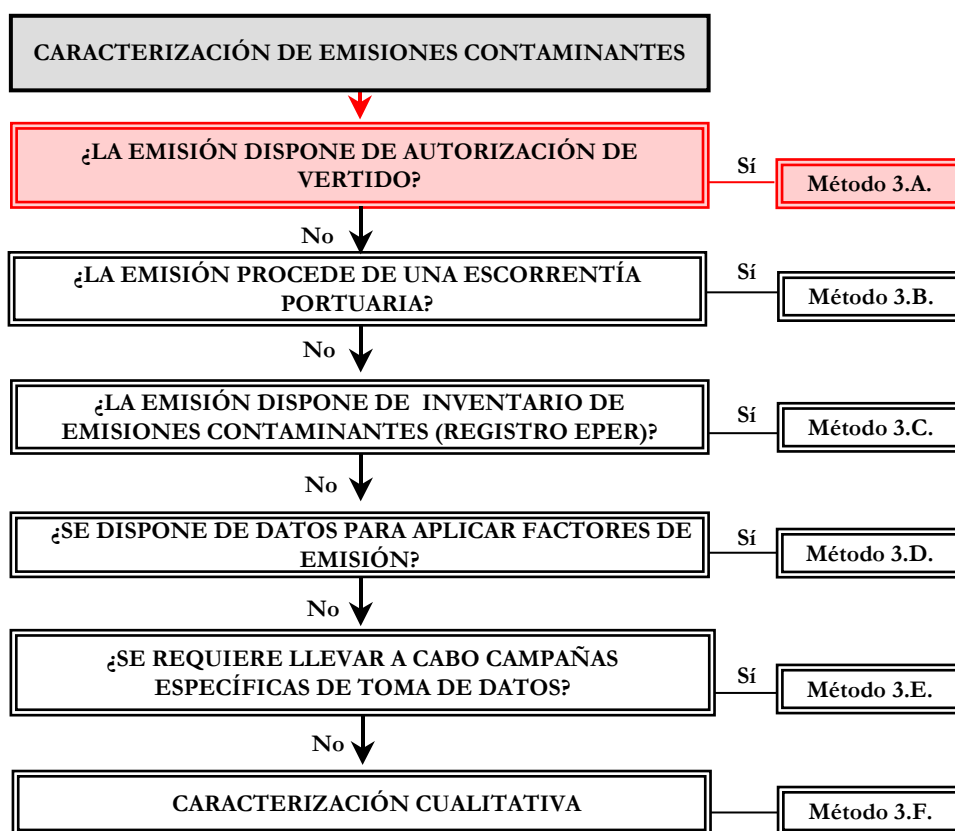 CARACTERIZACIÓN DE EMISIONES CONTAMINANTES
¿LA EMISIÓN DISPONE DE AUTORIZACIÓN DE
VERTIDO?
Sí
Método 3.A.
No
¿LA EMISIÓN PROCEDE DE UNA ESCORRENTÍA
PORTUARIA?
Sí
Método 3.B.
No
¿LA EMISIÓN DISPONE DE INVENTARIO DE
EMISIONES CONTAMINANTES (REGISTRO EPER)?
Sí
Método 3.C.
No
¿SE DISPONE DE DATOS PARA APLICAR FACTORES DE
EMISIÓN?
Sí
Método 3.D.
No
¿SE REQUIERE LLEVAR A CABO CAMPAÑAS
ESPECÍFICAS DE TOMA DE DATOS?
Sí
Método 3.E.
No
CARACTERIZACIÓN CUALITATIVA
Método 3.F.